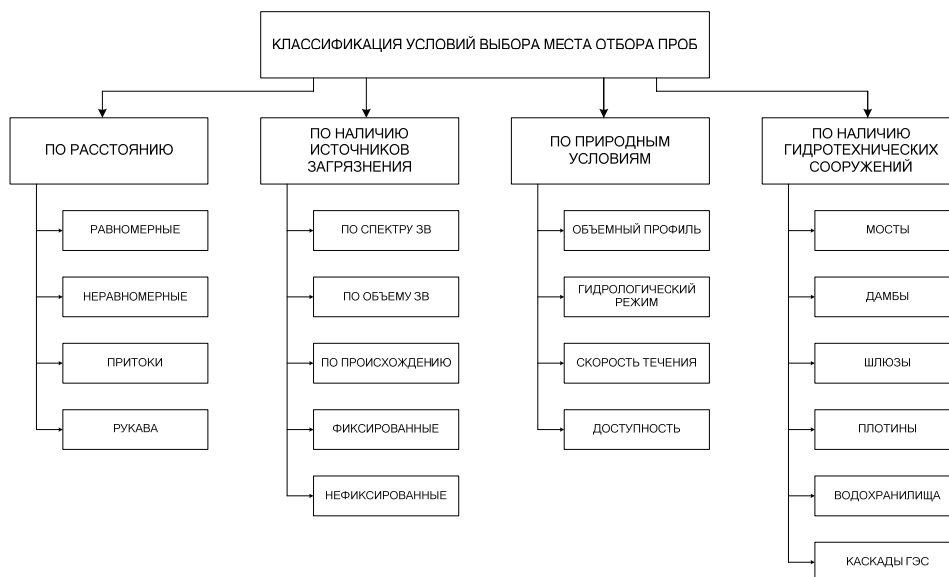 КЛАССИФИКАЦИЯ УСЛОВИЙ ВЫБОРА МЕСТА ОТБОРА ПРОБ
ПО РАССТОЯНИЮ
РАВНОМЕРНЫЕ
НЕРАВНОМЕРНЫЕ
ПРИТОКИ
РУКАВА
ПО НАЛИЧИЮ
ИСТОЧНИКОВ
ЗАГРЯЗНЕНИЯ
ПО СПЕКТРУ ЗВ
ПО ОБЪЕМУ ЗВ
ПО ПРОИСХОЖДЕНИЮ
ФИКСИРОВАННЫЕ
НЕФИКСИРОВАННЫЕ
ПО ПРИРОДНЫМ
УСЛОВИЯМ
ОБЪЕМНЫЙ ПРОФИЛЬ
ГИДРОЛОГИЧЕСКИЙ
РЕЖИМ
СКОРОСТЬ ТЕЧЕНИЯ
ДОСТУПНОСТЬ
ПО НАЛИЧИЮ
ГИДРОТЕХНИЧЕСКИХ
СООРУЖЕНИЙ
МОСТЫ
ДАМБЫ
ШЛЮЗЫ
ПЛОТИНЫ
ВОДОХРАНИЛИЩА
КАСКАДЫ ГЭС